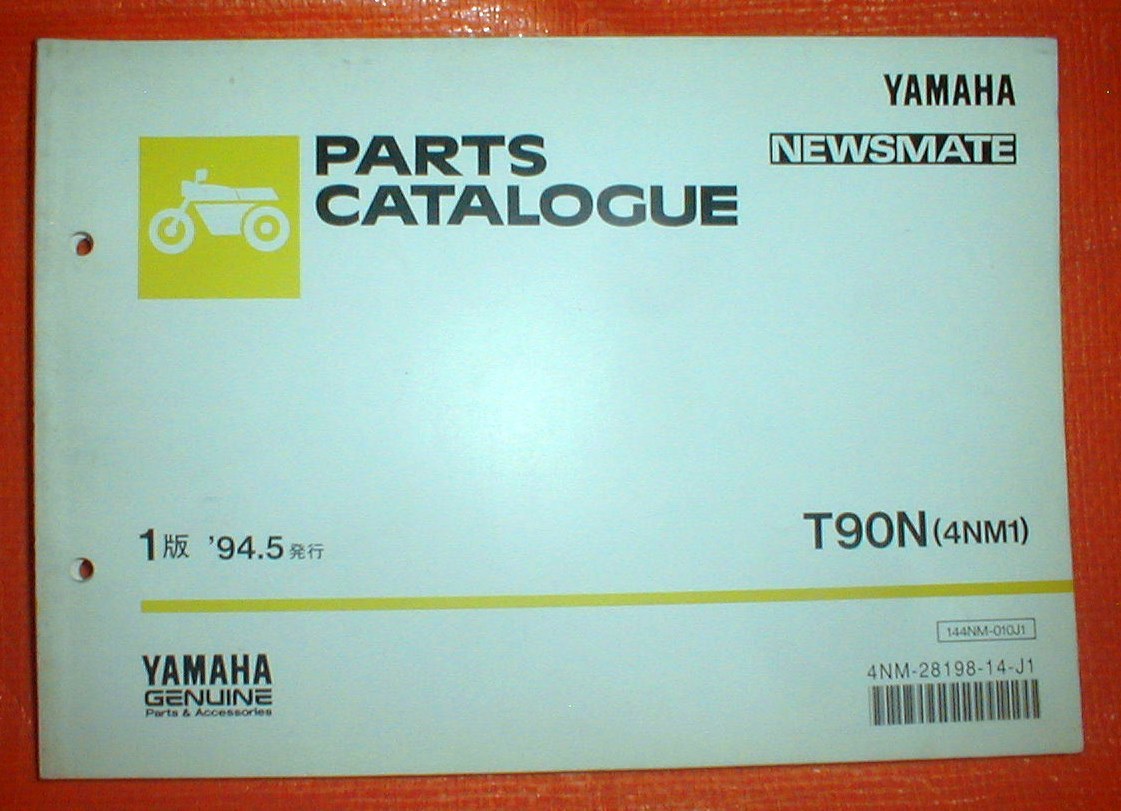 YAMAHA
NEWSMATE
PARTS
CATALOGUE
1版 '94.5発行
T90N(4NM1)
144NM-010J1
4NM-28198-14-J1
YAMAHA
GENUINE
Parts & Accessories